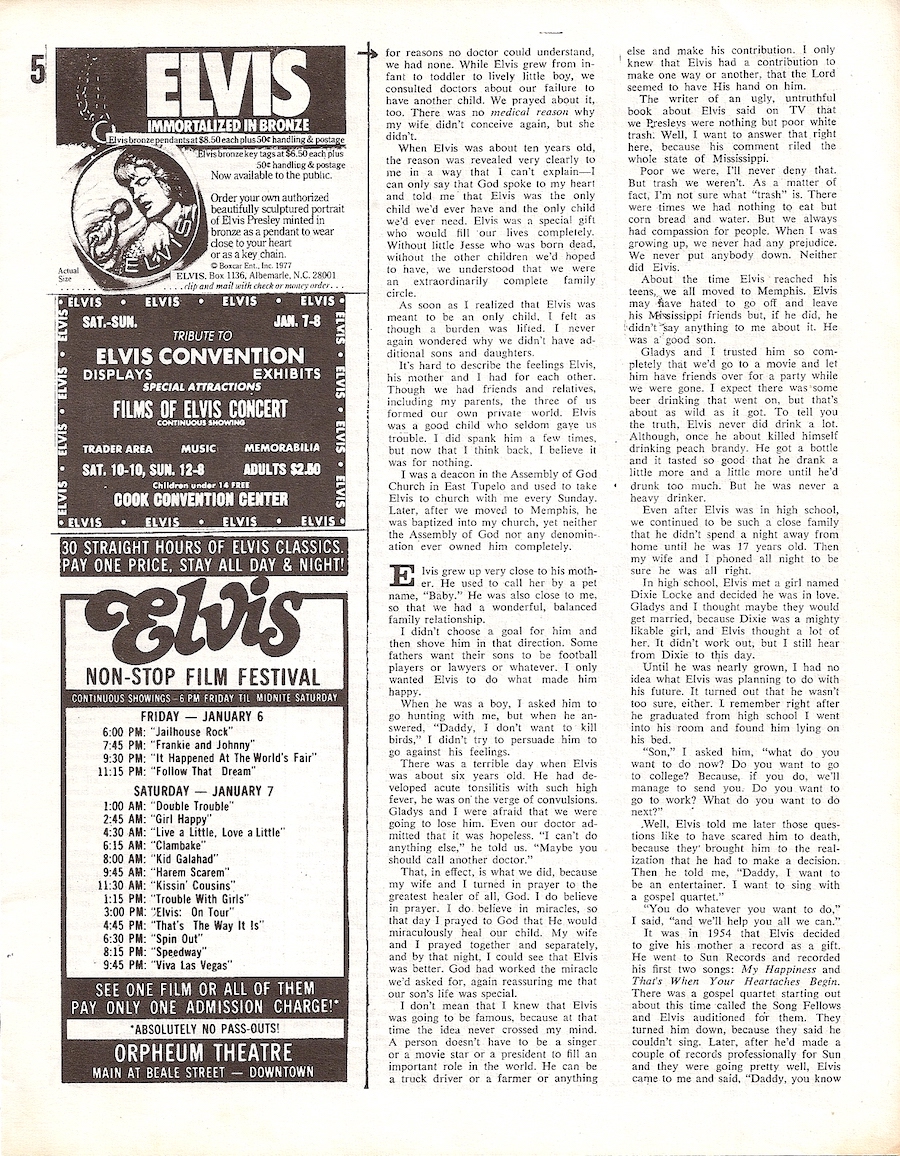 5
ELVIS
IMMORTALIZED IN BRONZE
Elvis bronze pendants at $8.50 each plus 50¢ handling & postage
Elvis bronze key tags at $6.50 each plus
50¢ handling & postage
Now available to the public.
Order your own authorized
beautifully sculptured portrait
of Elvis Presley minted in
bronze as a pendant to wear
close to your heart
or as a key chain.
© Boxcar Ent., Inc. 1977
ELVIS
Actual
Size
ELVIS, Box 1136, Albemarle, N.C. 28001
. . . clip and mail with check or money order . . .
• ELVIS • ELVIS • ELVIS • ELVIS •
SAT.-SUN. JAN. 7-8
TRIBUTE TO
ELVIS CONVENTION
DISPLAYS EXHIBITS
SPECIAL ATTRACTIONS
FILMS OF ELVIS CONCERT
CONTINUOUS SHOWING
TRADER AREA MUSIC MEMORABILIA
SAT. 10-10, SUN. 12-8 ADULTS $2.50
Children under 14 FREE
COOK CONVENTION CENTER
• ELVIS • ELVIS • ELVIS • ELVIS •
ELVIS • ELVIS • ELVIS
ELVIS • ELVIS • ELVIS
30 STRAIGHT HOURS OF ELVIS CLASSICS.
PAY ONE PRICE, STAY ALL DAY & NIGHT!
Elvis
NON-STOP FILM FESTIVAL
CONTINUOUS SHOWINGS—6 PM FRIDAY TIL MIDNITE SATURDAY
FRIDAY — JANUARY 6
6:00 PM: "Jailhouse Rock"
7:45 PM: "Frankie and Johnny"
9:30 PM: "It Happened At The World's Fair"
11:15 PM: "Follow That Dream"
SATURDAY — JANUARY 7
1:00 AM: "Double Trouble"
2:45 AM: "Girl Happy"
4:30 AM: "Live a Little, Love a Little"
6:15 AM: "Clambake"
8:00 AM: "Kid Galahad"
9:45 AM: "Harem Scarem"
11:30 AM: "Kissin' Cousins"
1:15 PM: "Trouble With Girls"
3:00 PM: "Elvis: On Tour"
4:45 PM: "That's The Way It Is"
6:30 PM: "Spin Out"
8:15 PM: "Speedway"
9:45 PM: "Viva Las Vegas"
SEE ONE FILM OR ALL OF THEM
PAY ONLY ONE ADMISSION CHARGE!*
*ABSOLUTELY NO PASS-OUTS!
ORPHEUM THEATRE
MAIN AT BEALE STREET — DOWNTOWN
for reasons no doctor could understand,
we had none. While Elvis grew from in-
fant to toddler to lively little boy, we
consulted doctors about our failure to
have another child. We prayed about it,
too. There was no medical reason why
my wife didn't conceive again, but she
didn't.
When Elvis was about ten years old,
the reason was revealed very clearly to
me in a way that I can't explain—I
can only say that God spoke to my heart
and told me that Elvis was the only
child we'd ever have and the only child
we'd ever need. Elvis was a special gift
who would fill our lives completely.
Without little Jesse who was born dead,
without the other children we'd hoped
to have, we understood that we were
an extraordinarily complete family
circle.
As soon as I realized that Elvis was
meant to be an only child, I felt as
though a burden was lifted. I never
again wondered why we didn't have ad-
ditional sons and daughters.
It's hard to describe the feelings Elvis,
his mother and I had for each other.
Though we had friends and relatives,
including my parents, the three of us
formed our own private world. Elvis
was a good child who seldom gave us
trouble. I did spank him a few times,
but now that I think back, I believe it
was for nothing.
I was a deacon in the Assembly of God
Church in East Tupelo and used to take
Elvis to church with me every Sunday.
Later, after we moved to Memphis, he
was baptized into my church, yet neither
the Assembly of God nor any denomin-
ation ever owned him completely.
Elvis grew up very close to his moth-
er. He used to call her by a pet
name, "Baby." He was also close to me,
so that we had a wonderful, balanced
family relationship.
I didn't choose a goal for him and
then shove him in that direction. Some
fathers want their sons to be football
players or lawyers or whatever. I only
wanted Elvis to do what made him
happy.
When he was a boy, I asked him to
go hunting with me, but when he an-
swered, "Daddy, I don't want to kill
birds," I didn't try to persuade him to
go against his feelings.
There was a terrible day when Elvis
was about six years old. He had de-
veloped acute tonsilitis with such high
fever, he was on the verge of convulsions.
Gladys and I were afraid that we were
going to lose him. Even our doctor ad-
mitted that it was hopeless. "I can't do
anything else," he told us. "Maybe you
should call another doctor."
That, in effect, is what we did, because
my wife and I turned in prayer to the
greatest healer of all, God. I do believe
in prayer. I do believe in miracles, so
that day I prayed to God that He would
miraculously heal our child. My wife
and I prayed together and separately,
and by that night, I could see that Elvis
was better. God had worked the miracle
we'd asked for, again reassuring me that
our son's life was special.
I don't mean that I knew that Elvis
was going to be famous, because at that
time the idea never crossed my mind.
A person doesn't have to be a singer
or a movie star or a president to fill an
important role in the world. He can be
a truck driver or a farmer or anything
else and make his contribution. I only
knew that Elvis had a contribution to
make one way or another, that the Lord
seemed to have His hand on him.
The writer of an ugly, untruthful
book about Elvis said on TV that
we Presleys were nothing but poor white
trash. Well, I want to answer that right
here, because his comment riled the
whole state of Mississippi.
Poor we were, I'll never deny that.
But trash we weren't. As a matter of
fact, I'm not sure what "trash" is. There
were times we had nothing to eat but
corn bread and water. But we always
had compassion for people. When I was
growing up, we never had any prejudice.
We never put anybody down. Neither
did Elvis.
About the time Elvis reached his
teens, we all moved to Memphis. Elvis
may have hated to go off and leave
his Mississippi friends but, if he did, he
didn't say anything to me about it. He
was a good son.
Gladys and I trusted him so com-
pletely that we'd go to a movie and let
him have friends over for a party while
we were gone. I expect there was some
beer drinking that went on, but that's
about as wild as it got. To tell you
the truth, Elvis never did drink a lot.
Although, once he about killed himself
drinking peach brandy. He got a bottle
and it tasted so good that he drank a
little more and a little more until he'd
drunk too much. But he was never a
heavy drinker.
Even after Elvis was in high school,
we continued to be such a close family
that he didn't spend a night away from
home until he was 17 years old. Then
my wife and I phoned all night to be
sure he was all right.
In high school, Elvis met a girl named
Dixie Locke and decided he was in love.
Gladys and I thought maybe they would
get married, because Dixie was a mighty
likable girl, and Elvis thought a lot of
her. It didn't work out, but I still hear
from Dixie to this day.
Until he was nearly grown, I had no
idea what Elvis was planning to do with
his future. It turned out that he wasn't
too sure, either. I remember right after
he graduated from high school I went
into his room and found him lying on
his bed.
"Son," I asked him, "what do you
want to do now? Do you want to go
to college? Because, if you do, we'll
manage to send you. Do you want to
go to work? What do you want to do
next?"
Well, Elvis told me later those ques-
tions like to have scared him to death,
because they brought him to the real-
ization that he had to make a decision.
Then he told me, "Daddy, I want to
be an entertainer. I want to sing with
a gospel quartet."
"You do whatever you want to do,"
I said, "and we'll help you all we can."
It was in 1954 that Elvis decided
to give his mother a record as a gift.
He went to Sun Records and recorded
his first two songs: My Happiness and
That's When Your Heartaches Begin.
There was a gospel quartet starting out
about this time called the Song Fellows
and Elvis auditioned for them. They
turned him down, because they said he
couldn't sing. Later, after he'd made a
couple of records professionally for Sun
and they were going pretty well, Elvis
came to me and said, "Daddy, you know